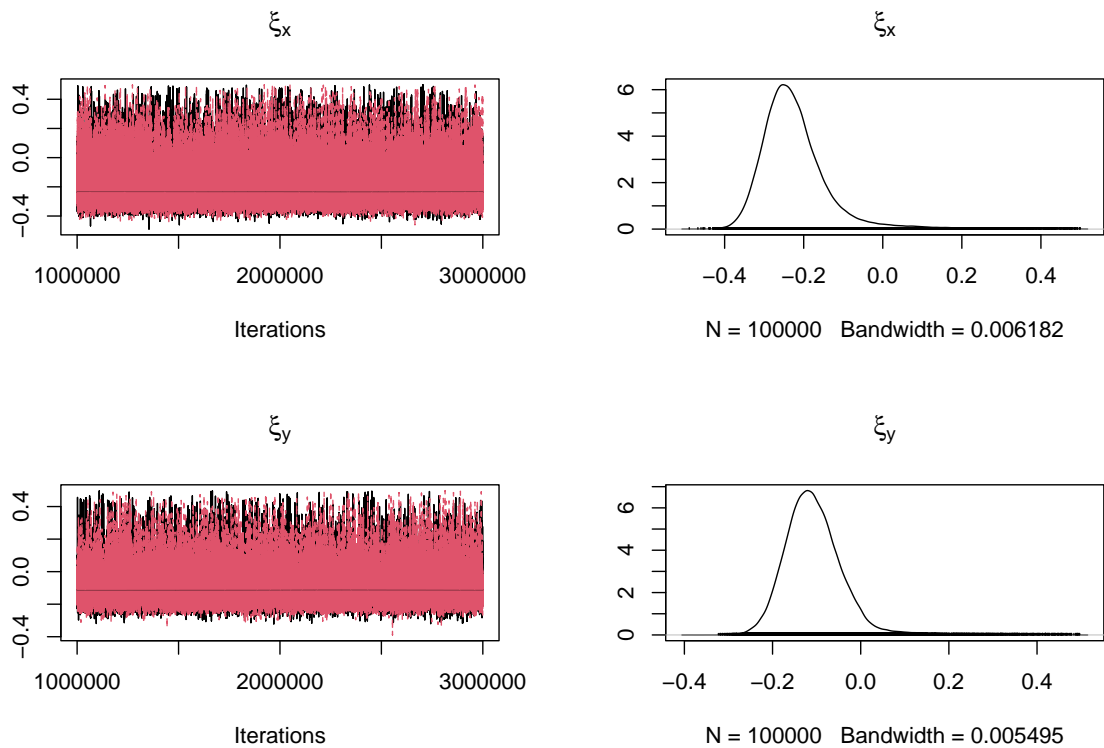 ξx
0.4
0.0
−0.4
1000000 2000000 3000000
Iterations
ξx
6
4
2
0
−0.4 −0.2 0.0 0.2 0.4
N = 100000 Bandwidth = 0.006182
ξy
0.4
0.0
−0.4
1000000 2000000 3000000
Iterations
ξy
6
4
2
0
−0.4 −0.2 0.0 0.2 0.4
N = 100000 Bandwidth = 0.005495